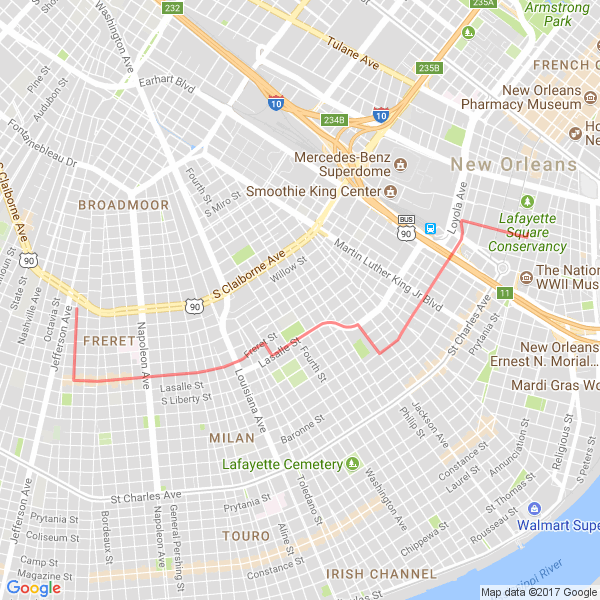 232
235A
Armstrong
Park
Washington Ave
Tulane Ave
235B
FRENCH
Pine St
Audubon St
Earhart Blvd
10
234B
10
New Orleans
Pharmacy Museum
Fontainebleau Dr
Mercedes-Benz
Superdome
New Orleans
Smoothie King Center
Fourth St
S Miro St
BROADMOOR
S Claiborne Ave
Loyola Ave
BUS
90
Lafayette
Square
Conservancy
90
State St
Nashville Ave
Octavia St
Jefferson Ave
S Claiborne Ave
Willow St
Martin Luther King Jr Blvd
The National
WWII Mus
11
90
St Charles Ave
Prytania St
FRERET
Napoleon Ave
Freret St
Lasalle St
Fourth St
New Orleans
Ernest N. Morial...
Mardi Gras Wo
Lasalle St
S Liberty St
Louisiana Ave
Jackson Ave
Philip St
MILAN
Baronne St
Constance St
Laurel St
Annunciation St
Religious St
S Peters St
Lafayette Cemetery
St Charles Ave
Toledano St
Washington Ave
St Thomas St
Rousseau St
Walmart Supe
Prytania St
Jefferson Ave
Prytania St
Coliseum St
Bordeaux St
Napoleon Ave
General Pershing St
Aline St
TOURO
Chippewa St
Camp St
Magazine St
Constance St
IRISH CHANNEL
Google
Map data ©2017 Google